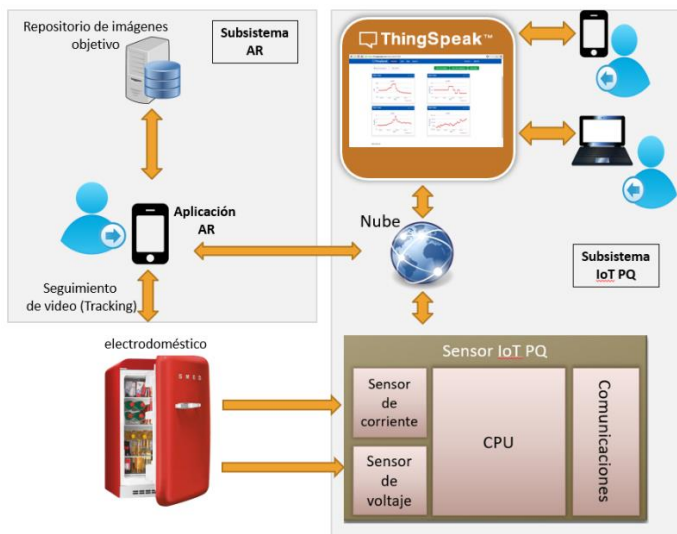 Repositorio de imágenes
objetivo
Subsistema
AR
Aplicación
AR
Seguimiento
de video (Tracking)
electrodoméstico
SMEG
ThingSpeak™
Nube
Subsistema
IoT PQ
Sensor IoT PQ
Sensor
de
corriente
Sensor
de
voltaje
CPU
Comunicaciones